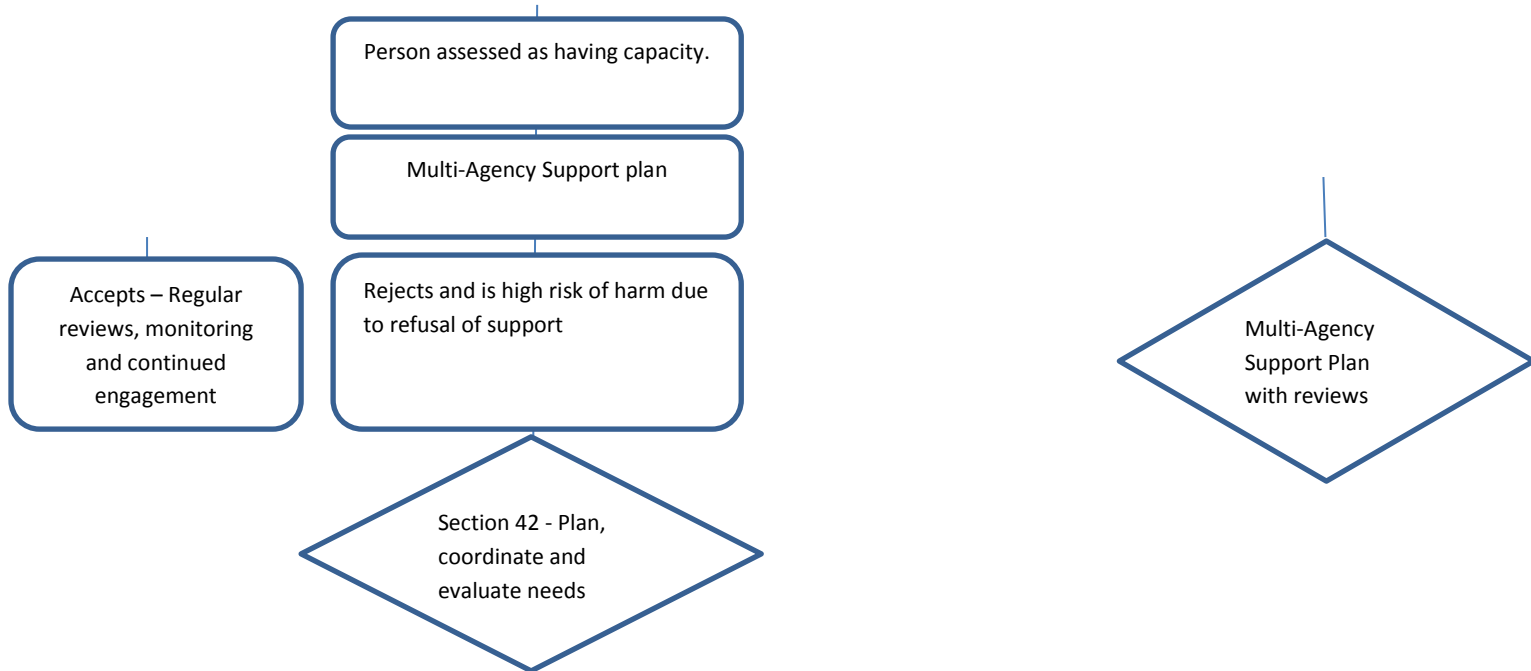 Person assessed as having capacity.
Multi-Agency Support plan
Accepts – Regular
reviews, monitoring
and continued
engagement
Rejects and is high risk of harm due
to refusal of support
Multi-Agency
Support Plan
with reviews
Section 42 - Plan,
coordinate and
evaluate needs